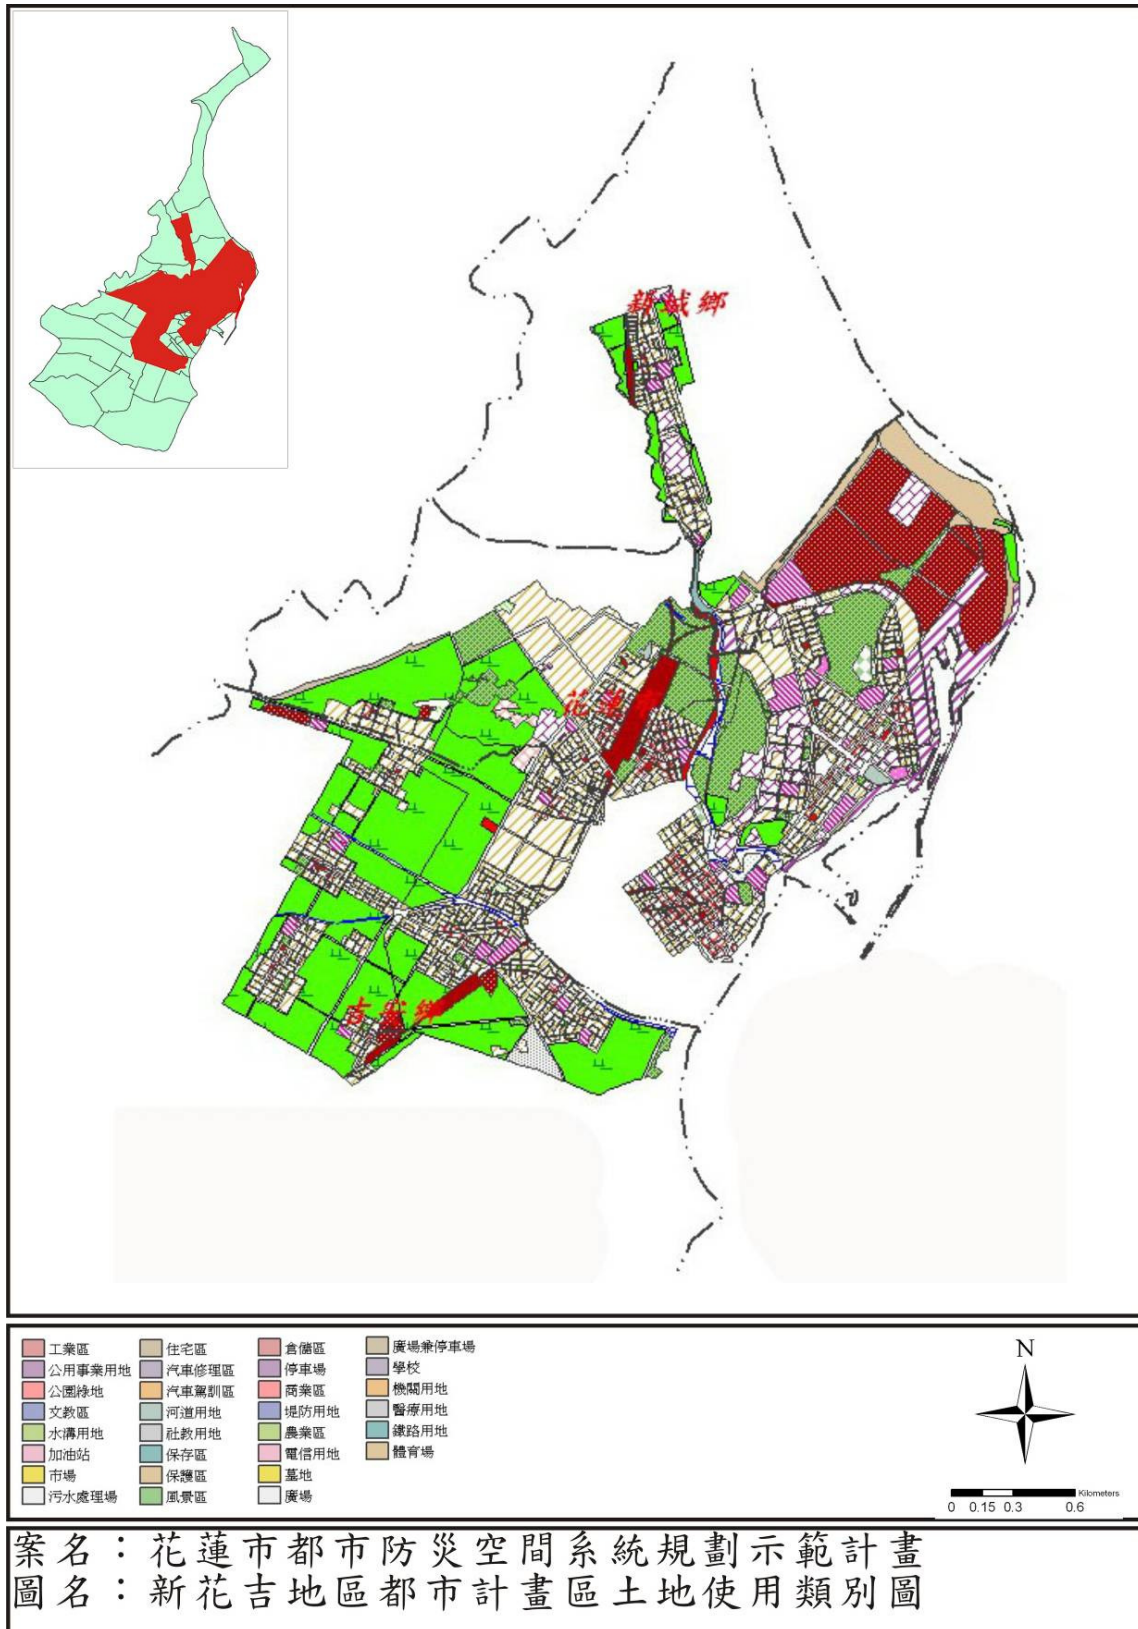 新城鄉
花蓮市
吉安鄉
工業區
公用事業用地
公園綠地
文教區
水溝用地
加油站
市場
污水處理場
住宅區
汽車修理區
汽車駕訓區
河道用地
社教用地
保存區
保護區
風景區
倉儲區
停車場
商業區
堤防用地
農業區
電信用地
墓地
廣場
廣場兼停車場
學校
機關用地
醫療用地
鐵路用地
體育場
N
Kilometers
0 0.15 0.3 0.6
案名：花蓮市都市防災空間系統規劃示範計畫
圖名：新花吉地區都市計畫區土地使用類別圖